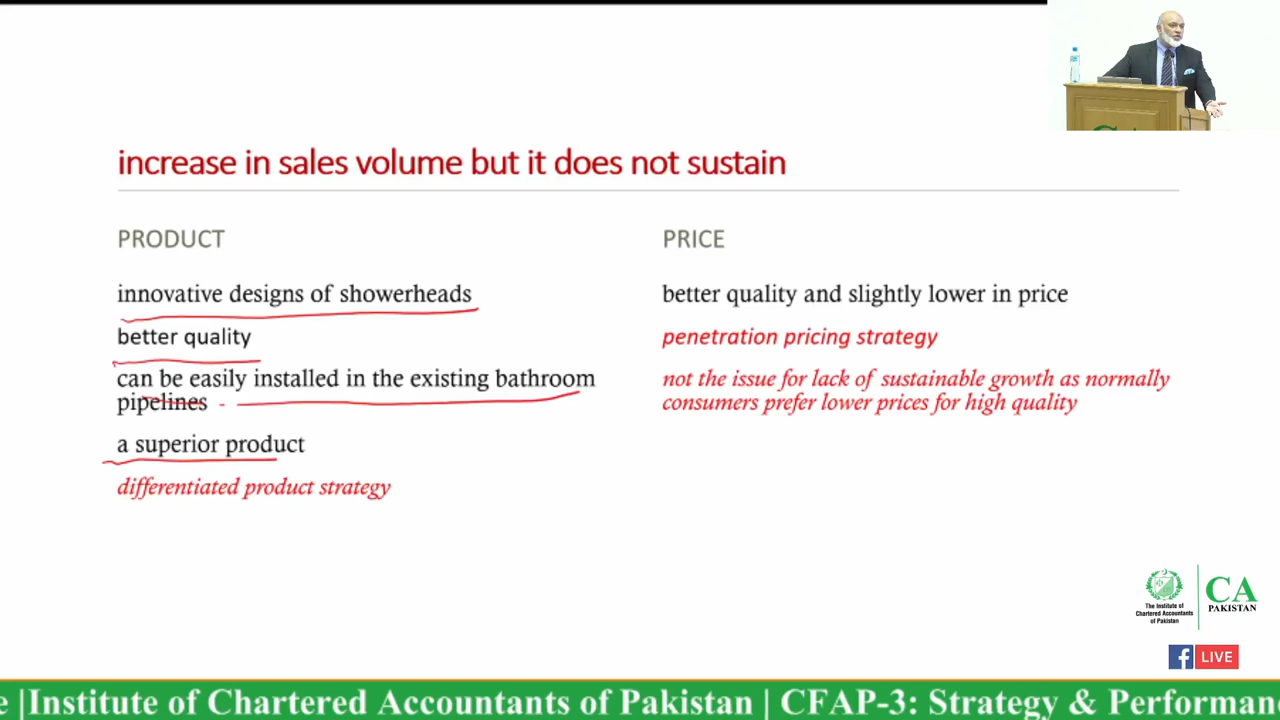 increase in sales volume but it does not sustain
PRODUCT
innovative designs of showerheads
better quality
can be easily installed in the existing bathroom
pipelines
a superior product
differentiated product strategy
PRICE
better quality and slightly lower in price
penetration pricing strategy
not the issue for lack of sustainable growth as normally
consumers prefer lower prices for high quality
The Institute of
Chartered Accountants
of Pakistan
CA
PAKISTAN
LIVE
e |Institute of Chartered Accountants of Pakistan | CFAP-3: Strategy & Performan